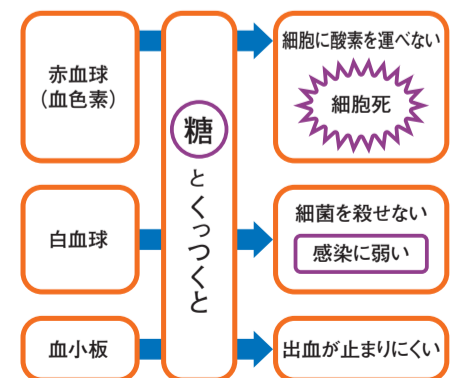 赤血球
（血色素）
糖
とくっつくと
細胞に酸素を運べない
細胞死
白血球
細菌を殺せない
感染に弱い
血小板
出血が止まりにくい